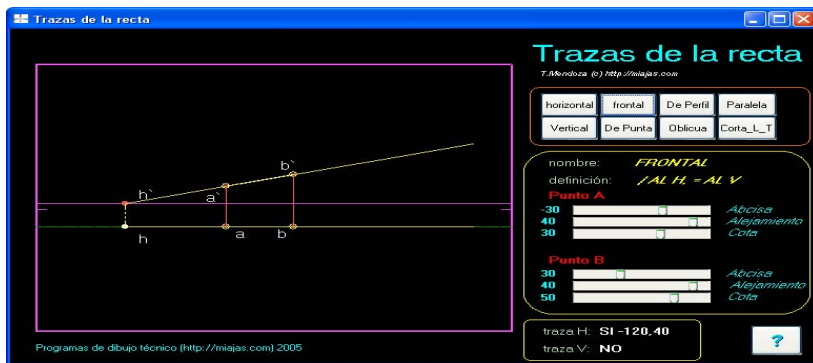 Trazas de la recta
Trazas de la recta
T.Mendoza (c) http://miajas.com
horizontal frontal De Perfil Paralela
Vertical De Punta Oblicua Corta_L_T
nombre: FRONTAL
definición: / AL H, = AL V
Punto A
-30 Abcisa
40 Alejamiento
30 Cota
Punto B
30 Abcisa
40 Alejamiento
50 Cota
traza H: SI -120,40
traza V: NO
?
b`
h` a`
h a b
Programas de dibujo técnico (http://miajas.com) 2005